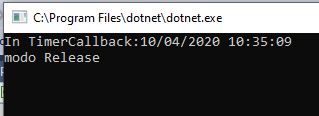 C:\Program Files\dotnet\dotnet.exe
In TimerCallback:10/04/2020 10:35:09
modo Release